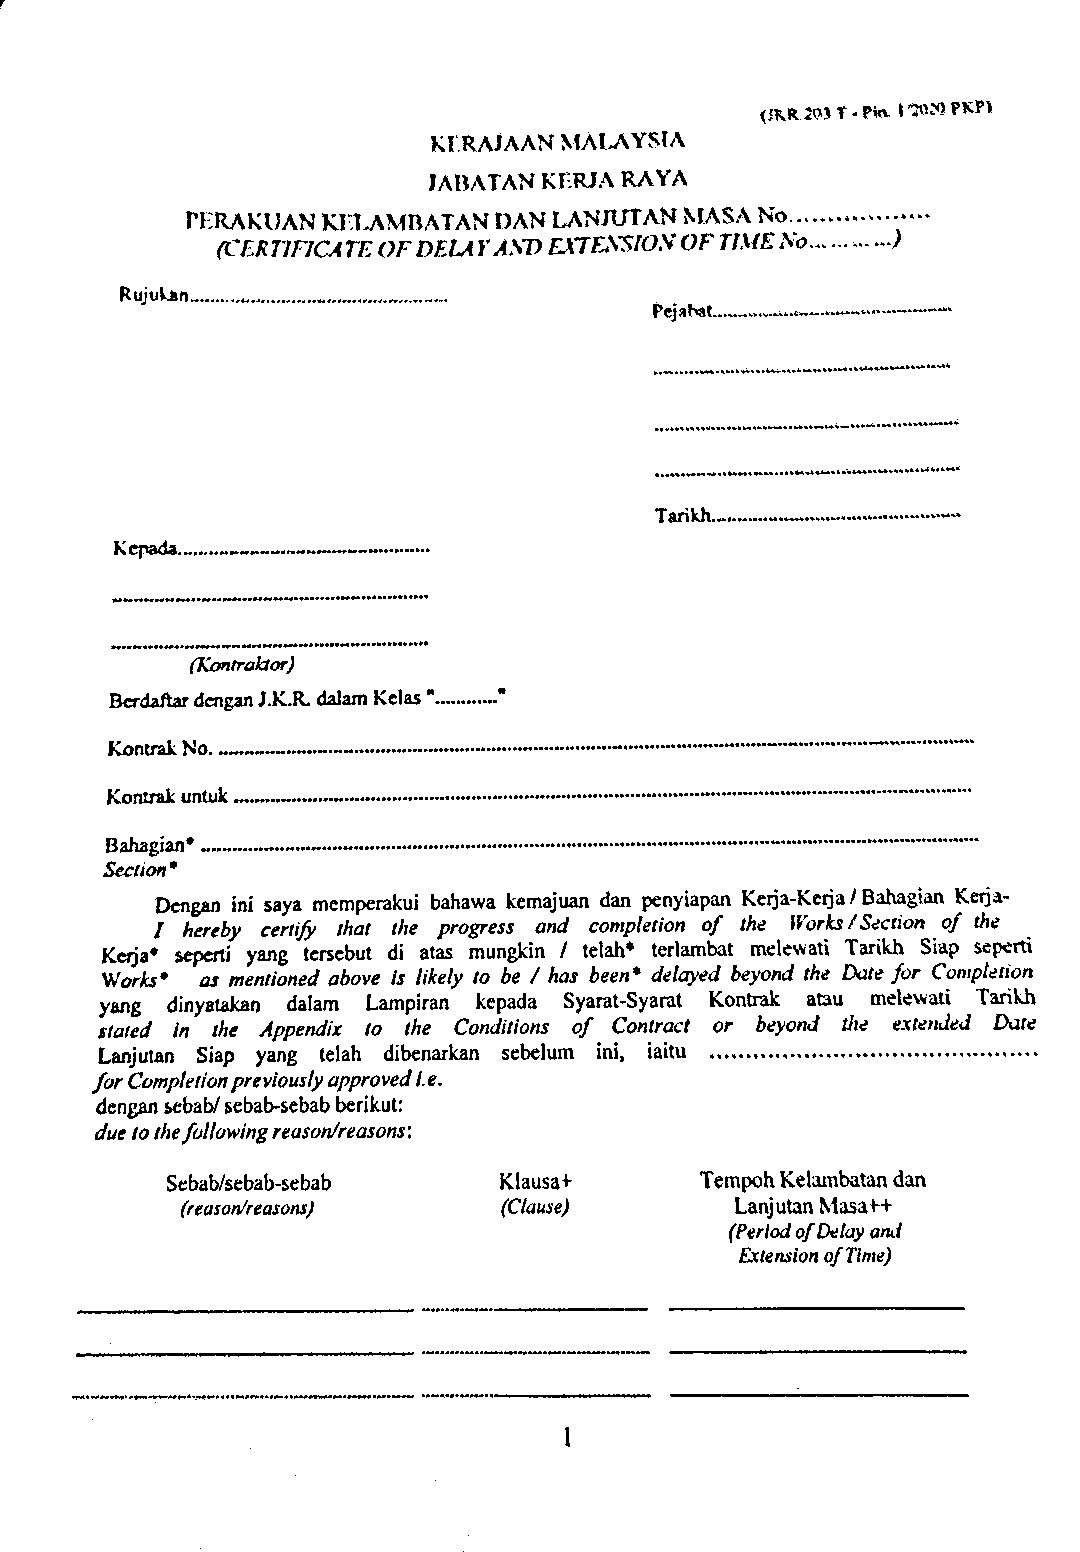 (JKR 203 T - Pin. 1/2020 PKP)
KERAJAAN MALAYSIA
JABATAN KERJA RAYA
PERAKUAN KELAMBATAN DAN LANJUTAN MASA No..................
(CERTIFICATE OF DELAY AND EXTENSION OF TIME No............)
Rujukan................................................
Pejabat................................................
................................................
................................................
................................................
Tarikh................................................
Kepada................................................
................................................
................................................
(Kontraktor)
Berdaftar dengan J.K.R. dalam Kelas "............"
Kontrak No. ................................................
Kontrak untuk ................................................
Bahagian* ................................................
Section*
Dengan ini saya memperakui bahawa kemajuan dan penyiapan Kerja-Kerja / Bahagian Kerja-
I hereby certify that the progress and completion of the Works / Section of the
Kerja* seperti yang tersebut di atas mungkin / telah* terlambat melewati Tarikh Siap seperti
Works* as mentioned above is likely to be / has been* delayed beyond the Date for Completion
yang dinyatakan dalam Lampiran kepada Syarat-Syarat Kontrak atau melewati Tarikh
stated in the Appendix to the Conditions of Contract or beyond the extended Date
Lanjutan Siap yang telah dibenarkan sebelum ini, iaitu ..........................................
for Completion previously approved i.e.
dengan sebab/ sebab-sebab berikut:
due to the following reason/reasons:
Sebab/sebab-sebab Klausa+ Tempoh Kelambatan dan
(reason/reasons) (Clause) Lanjutan Masa++
(Period of Delay and
Extension of Time)
1